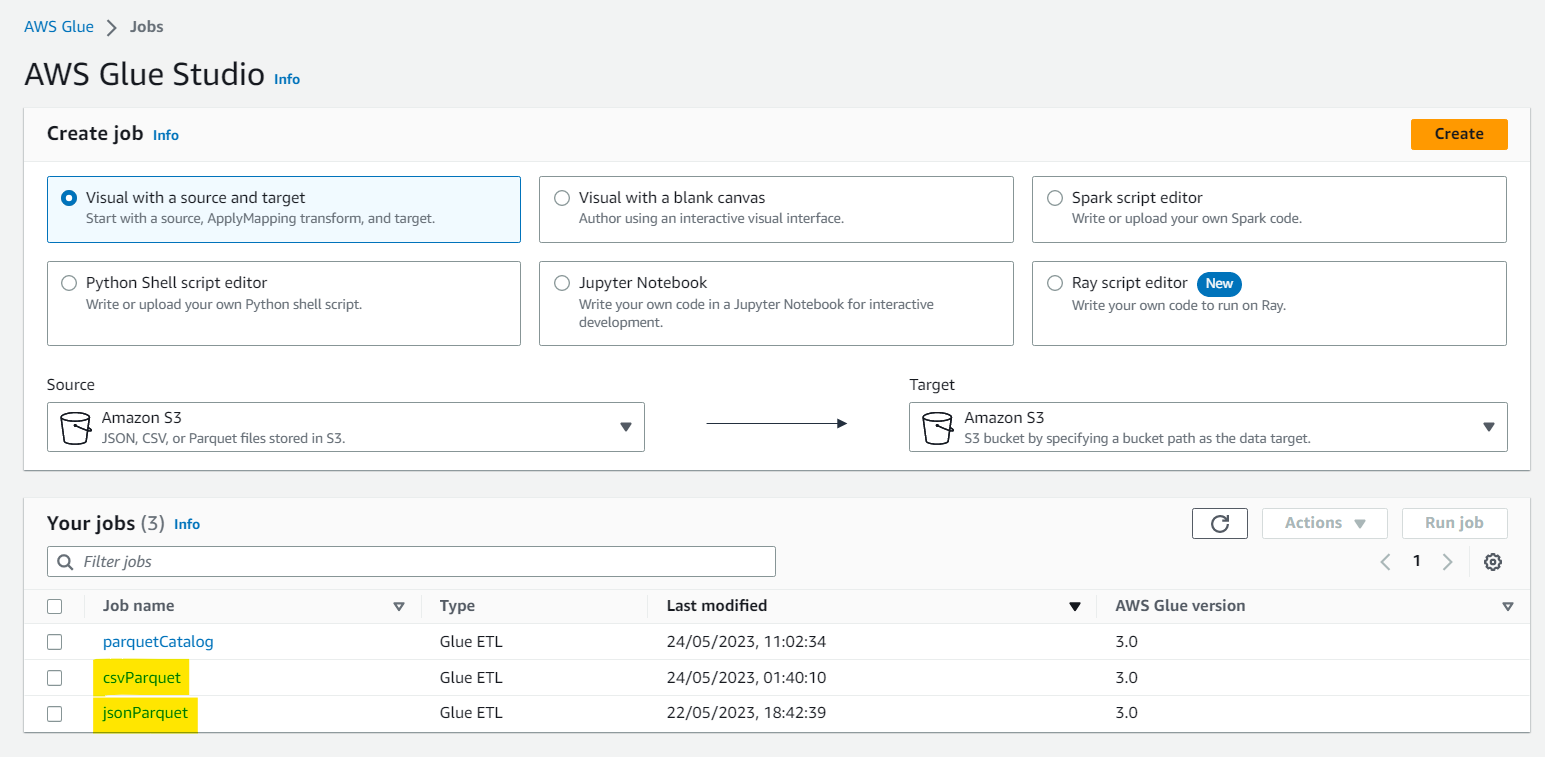 AWS Glue > Jobs
AWS Glue Studio Info
Create job Info
Create
Visual with a source and target
Start with a source, ApplyMapping transform, and target.
Visual with a blank canvas
Author using an interactive visual interface.
Spark script editor
Write or upload your own Spark code.
Python Shell script editor
Write or upload your own Python shell script.
Jupyter Notebook
Write your own code in a Jupyter Notebook for interactive
development.
Ray script editor New
Write your own code to run on Ray.
Source
Amazon S3
JSON, CSV, or Parquet files stored in S3.
Target
Amazon S3
S3 bucket by specifying a bucket path as the data target.
Your jobs (3) Info
Actions
Run job
Filter jobs
1
Job name Type Last modified AWS Glue version
parquetCatalog Glue ETL 24/05/2023, 11:02:34 3.0
csvParquet Glue ETL 24/05/2023, 01:40:10 3.0
jsonParquet Glue ETL 22/05/2023, 18:42:39 3.0